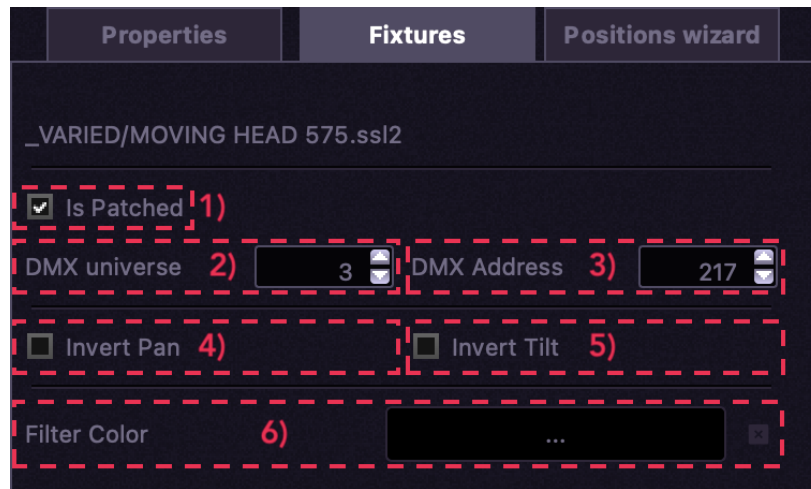 Properties Fixtures Positions wizard
_VARIED/MOVING HEAD 575.ssl2
Is Patched 1)
DMX universe 2) 3 DMX Address 3) 217
Invert Pan 4) Invert Tilt 5)
Filter Color 6) ...